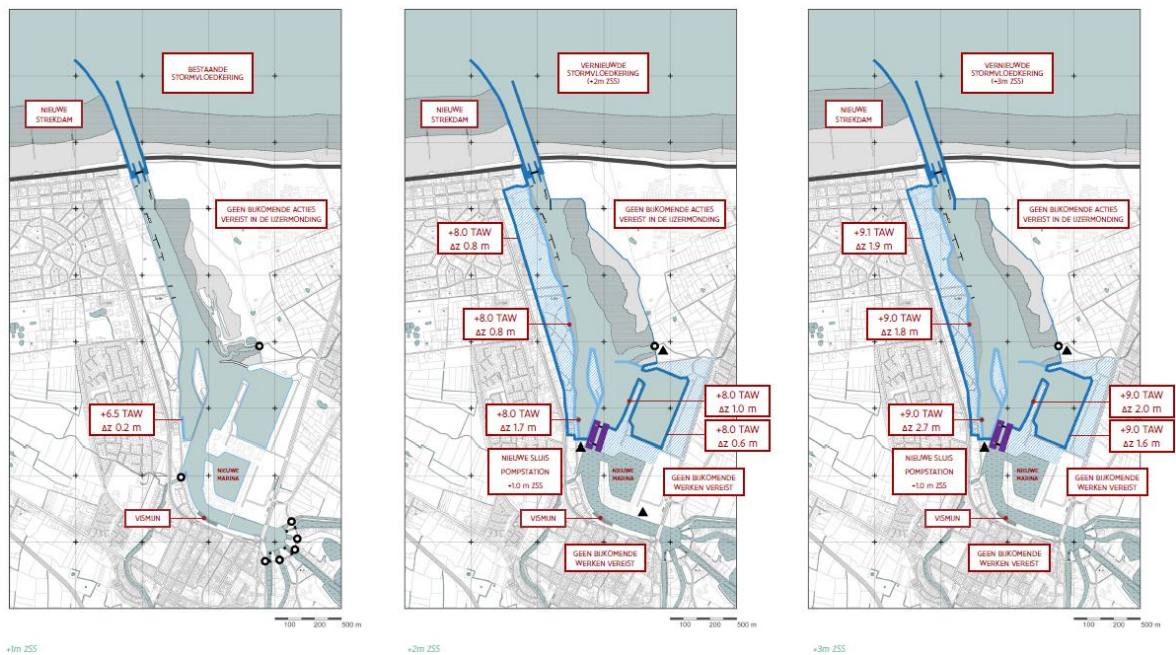 BESTAANDE
STORMVLOEDKERING
NIEUWE
STREKDAM
GEEN BIJKOMENDE ACTIES
VEREIST IN DE IJZERMONDING
+6.5 TAW
Δz 0.2 m
NIEUWE
MARINA
VISMIJN
100 200 500 m
+1m ZSS
VERNIEUWDE
STORMVLOEDKERING
(+2m ZSS)
NIEUWE
STREKDAM
GEEN BIJKOMENDE ACTIES
VEREIST IN DE IJZERMONDING
+8.0 TAW
Δz 0.8 m
+8.0 TAW
Δz 0.8 m
+8.0 TAW
Δz 1.7 m
+8.0 TAW
Δz 1.0 m
+8.0 TAW
Δz 0.6 m
NIEUWE SLUIS
POMPSTATION
+1.0 m ZSS
NIEUWE
MARINA
GEEN BIJKOMENDE
WERKEN VEREIST
VISMIJN
GEEN BIJKOMENDE
WERKEN VEREIST
100 200 500 m
+2m ZSS
VERNIEUWDE
STORMVLOEDKERING
(+3m ZSS)
NIEUWE
STREKDAM
GEEN BIJKOMENDE ACTIES
VEREIST IN DE IJZERMONDING
+9.1 TAW
Δz 1.9 m
+9.0 TAW
Δz 1.8 m
+9.0 TAW
Δz 2.7 m
+9.0 TAW
Δz 2.0 m
+9.0 TAW
Δz 1.6 m
NIEUWE SLUIS
POMPSTATION
+1.0 m ZSS
NIEUWE
MARINA
GEEN BIJKOMENDE
WERKEN VEREIST
VISMIJN
GEEN BIJKOMENDE
WERKEN VEREIST
100 200 500 m
+3m ZSS